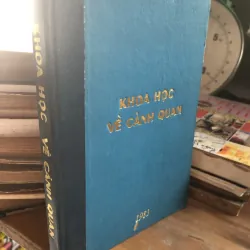 KHOA HỌC
VỀ CẢNH QUAN
KHOA HỌC VỀ CẢNH QUAN